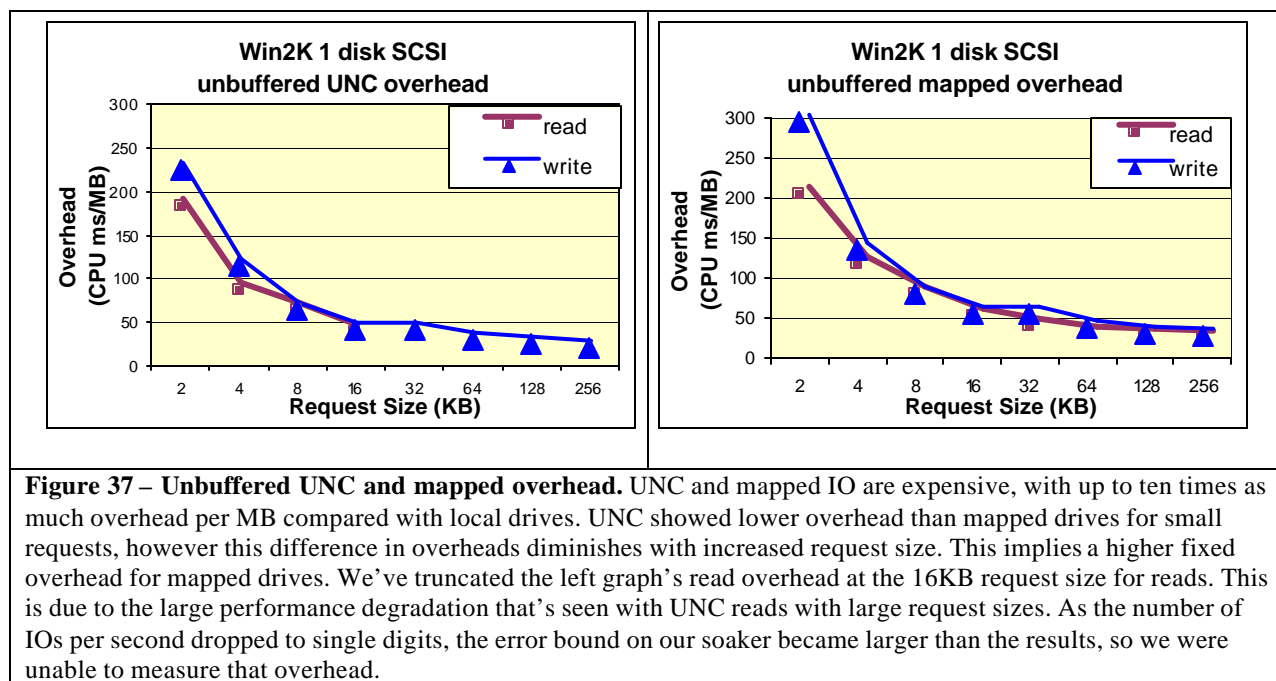 Win2K 1 disk SCSI
unbuffered UNC overhead
300
250
200
150
100
50
0
Overhead
(CPU ms/MB)
read
write
2 4 8 16 32 64 128 256
Request Size (KB)
Win2K 1 disk SCSI
unbuffered mapped overhead
300
250
200
150
100
50
0
Overhead
(CPU ms/MB)
read
write
2 4 8 16 32 64 128 256
Request Size (KB)
Figure 37 – Unbuffered UNC and mapped overhead. UNC and mapped IO are expensive, with up to ten times as
much overhead per MB compared with local drives. UNC showed lower overhead than mapped drives for small
requests, however this difference in overheads diminishes with increased request size. This implies a higher fixed
overhead for mapped drives. We've truncated the left graph's read overhead at the 16KB request size for reads. This
is due to the large performance degradation that's seen with UNC reads with large request sizes. As the number of
IOs per second dropped to single digits, the error bound on our soaker became larger than the results, so we were
unable to measure that overhead.